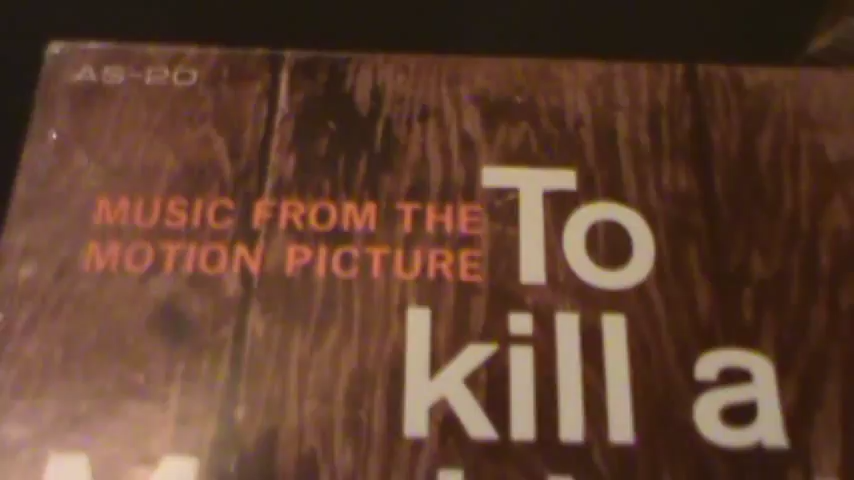 AS-20
MUSIC FROM THE
MOTION PICTURE
To
kill a